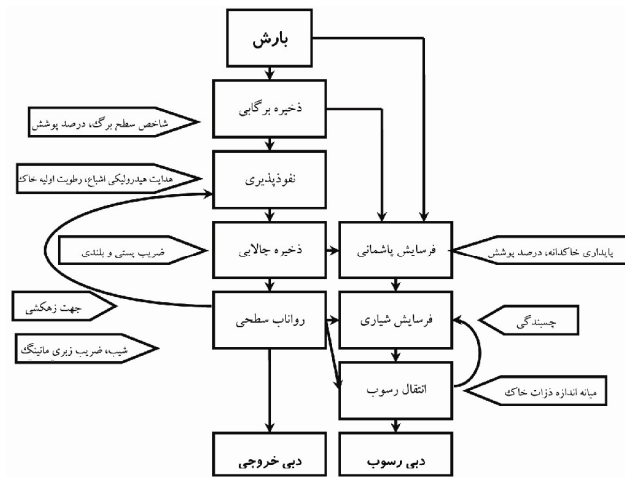 بارش
ذخیره برگابی
شاخص سطح برگ، درصد پوشش
نفوذپذیری
هدایت هیدرولیکی اشباع، رطوبت اولیه خاک
ذخیره چالابی
ضریب پستی و بلندی
فرسایش پاشمانی
پایداری خاکدانه، درصد پوشش
رواناب سطحی
جهت زهکشی
شیب، ضریب زبری مانینگ
فرسایش شیاری
چسبندگی
انتقال رسوب
میانه اندازه ذرات خاک
دبی خروجی
دبی رسوب